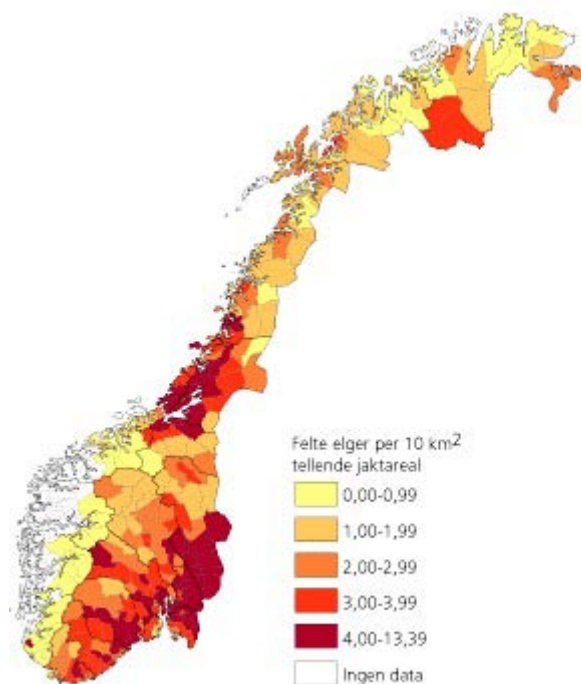 Felte elger per 10 km²
tellende jaktareal
0,00-0,99
1,00-1,99
2,00-2,99
3,00-3,99
4,00-13,39
Ingen data